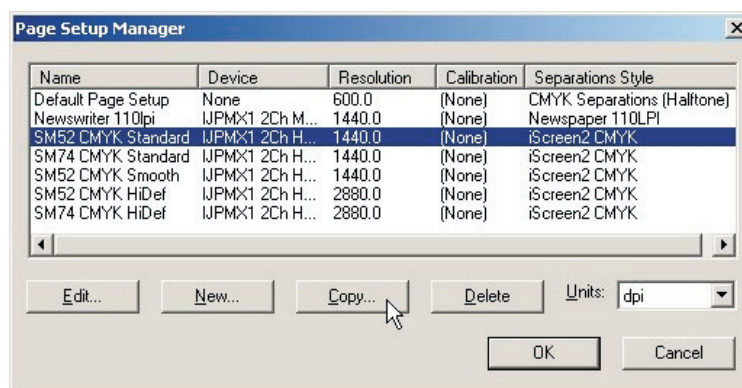 Page Setup Manager
Name Device Resolution Calibration Separations Style
Default Page Setup None 600.0 (None) CMYK Separations (Halftone)
Newswriter 110lpi IJPMX1 2Ch M... 1440.0 (None) Newspaper 110LPI
SM52 CMYK Standard IJPMX1 2Ch H... 1440.0 (None) iScreen2 CMYK
SM74 CMYK Standard IJPMX1 2Ch H... 1440.0 (None) iScreen2 CMYK
SM52 CMYK Smooth IJPMX1 2Ch H... 1440.0 (None) iScreen2 CMYK
SM52 CMYK HiDef IJPMX1 2Ch H... 2880.0 (None) iScreen2 CMYK
SM74 CMYK HiDef IJPMX1 2Ch H... 2880.0 (None) iScreen2 CMYK
Edit... New... Copy... Delete Units: dpi
OK Cancel